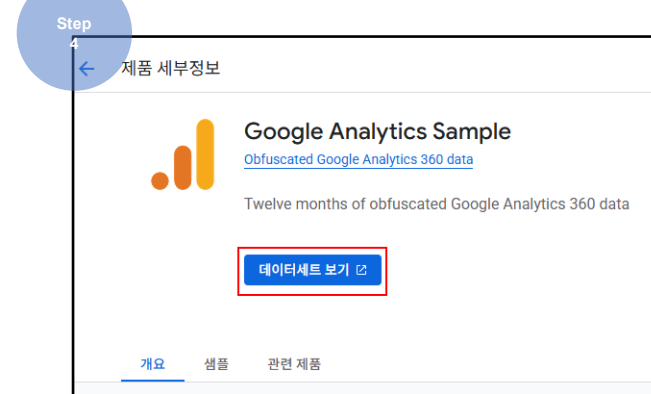 Step
4
제품 세부정보
Google Analytics Sample
Obfuscated Google Analytics 360 data
Twelve months of obfuscated Google Analytics 360 data
데이터세트 보기
개요 샘플 관련 제품